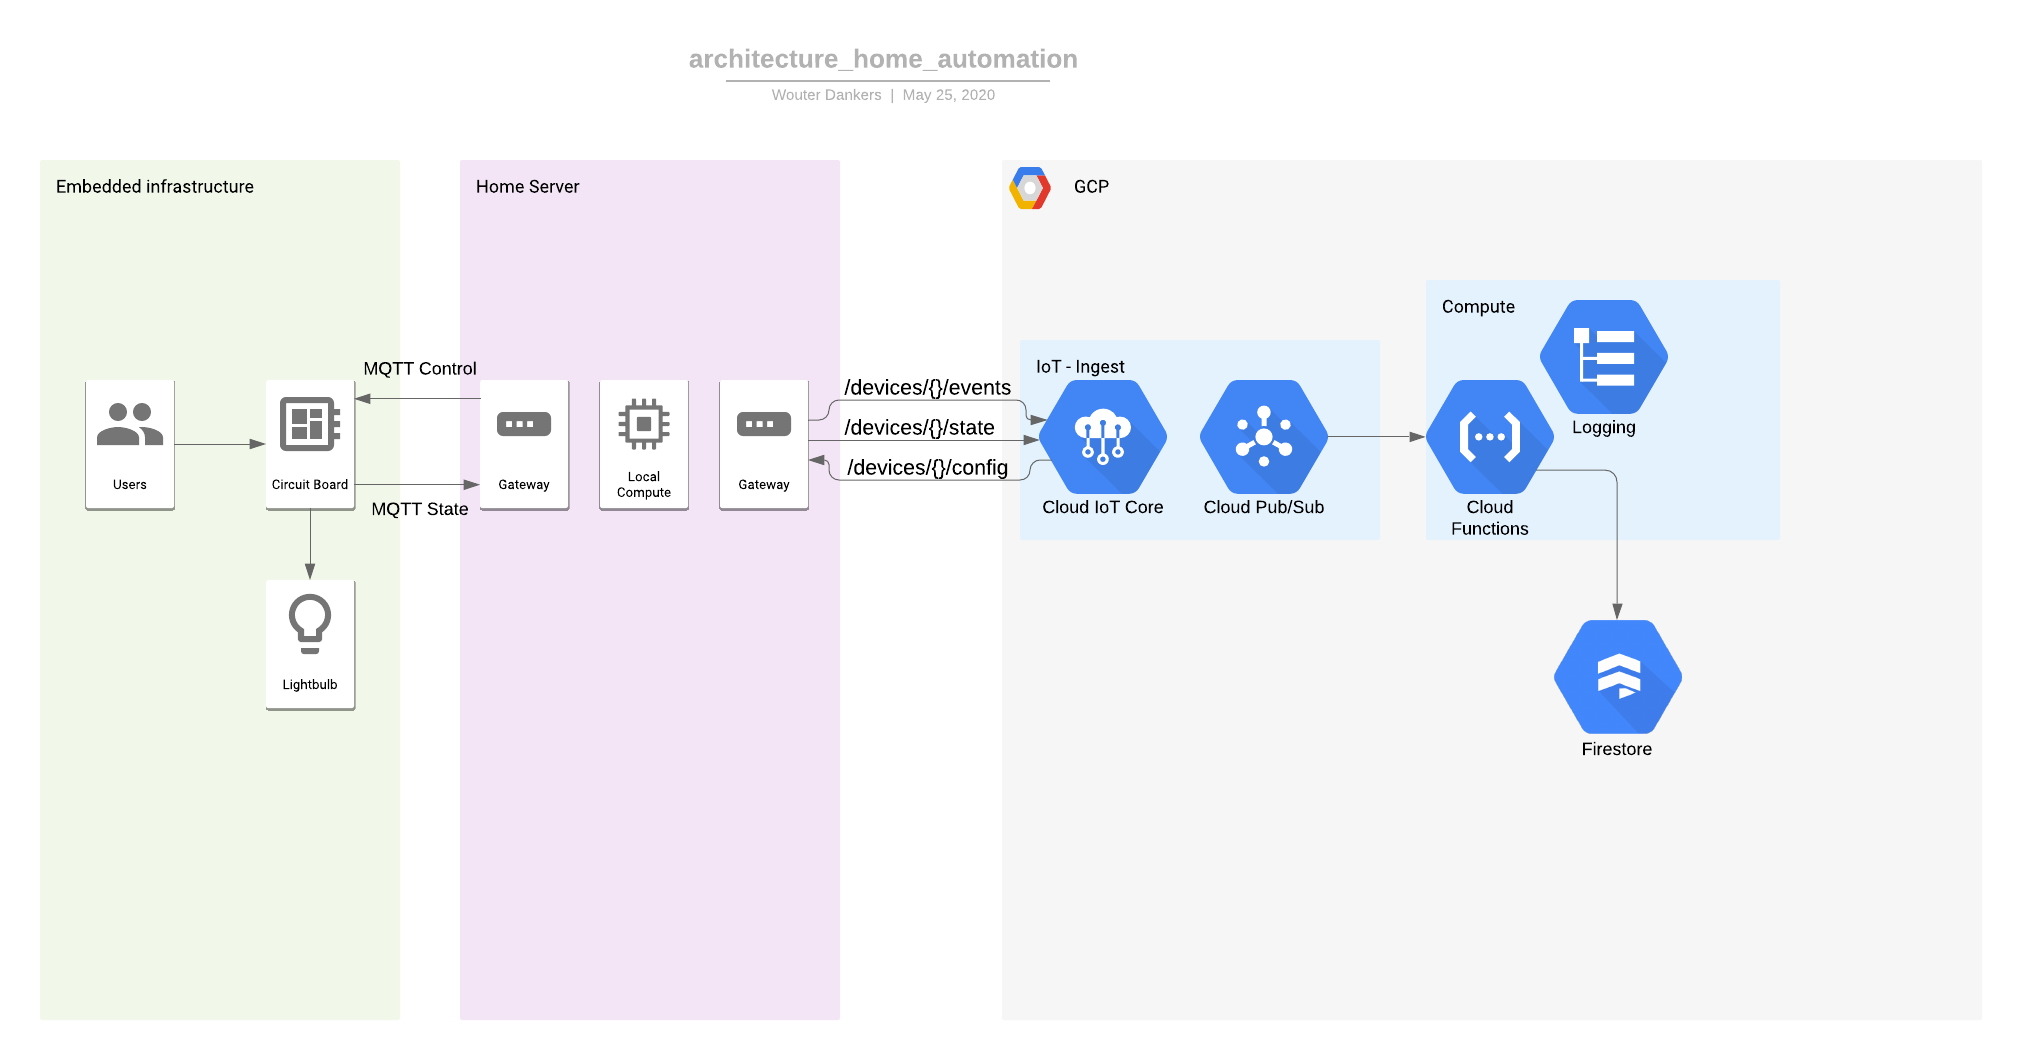 architecture_home_automation
Wouter Dankers | May 25, 2020
Embedded infrastructure
Home Server
GCP
Compute
IoT - Ingest
MQTT Control
/devices/{}/events
/devices/{}/state
/devices/{}/config
Logging
Users
Circuit Board
Gateway
Local
Compute
Gateway
MQTT State
Cloud IoT Core
Cloud Pub/Sub
Cloud
Functions
Lightbulb
Firestore